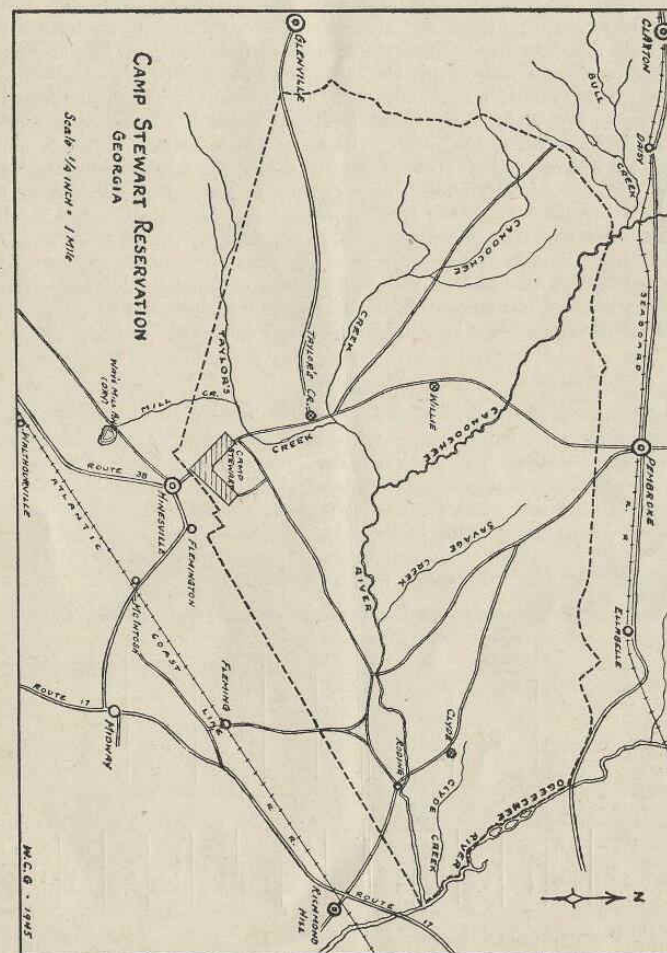 CAMP STEWART RESERVATION
GEORGIA
Scale 1/4 INCH = 1 Mile
CLAXTON
DAISY
BULL
CREEK
SEABOARD
R. R.
PEMBROKE
ELLABELLE
GLENVILLE
CANOOCHEE
CREEK
CANOOCHEE
RIVER
WILLIE
TAYLOR'S CR.
TAYLOR'S
CREEK
SAVAGE
CREEK
CLYDE
CLYDE
CREEK
OGEECHEE
RIVER
CAMP
STEWART
MILL CR.
(DRY)
ROUTE 38
HINESVILLE
FLEMINGTON
WALTHOURVILLE
ATLANTIC
COAST
LINE
R. R.
McINTOSH
FLEMING
ROUTE 17
MIDWAY
RICHMOND
HILL
ROUTE
17
N
W.C.G - 1945